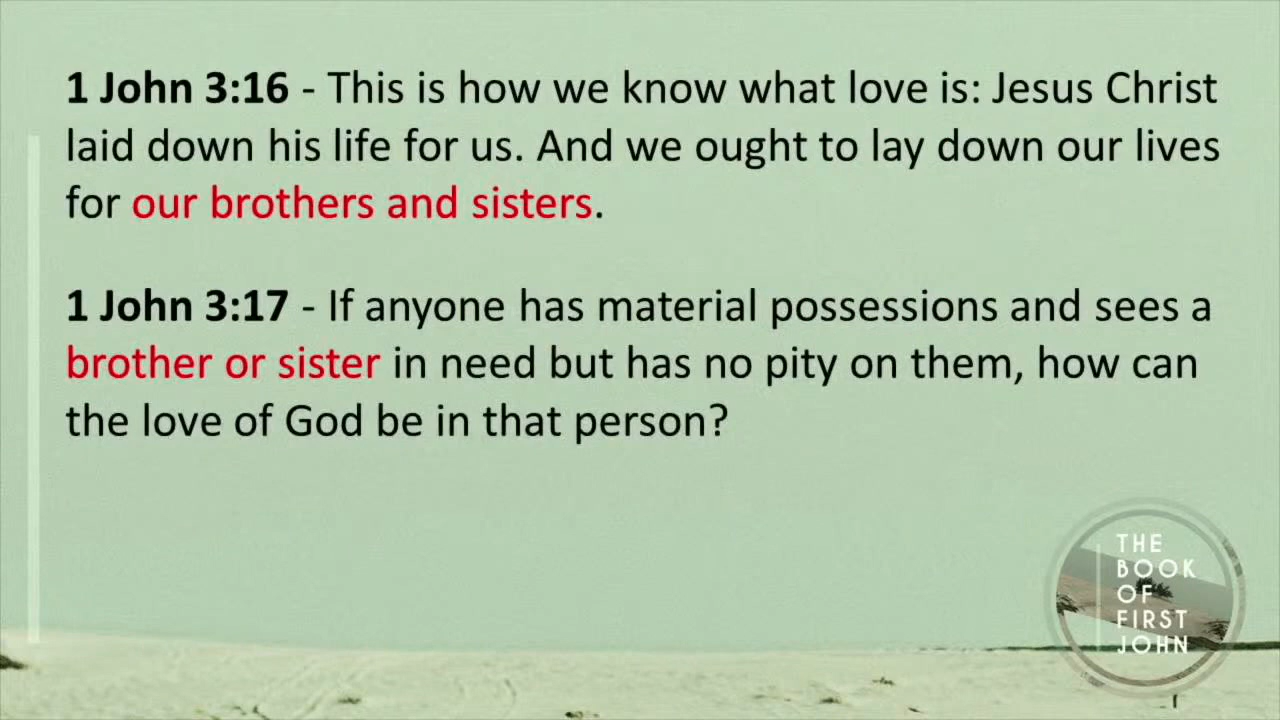 1 John 3:16 - This is how we know what love is: Jesus Christ
laid down his life for us. And we ought to lay down our lives
for our brothers and sisters.
1 John 3:17 - If anyone has material possessions and sees a
brother or sister in need but has no pity on them, how can
the love of God be in that person?
THE
BOOK
OF
FIRST
JOHN